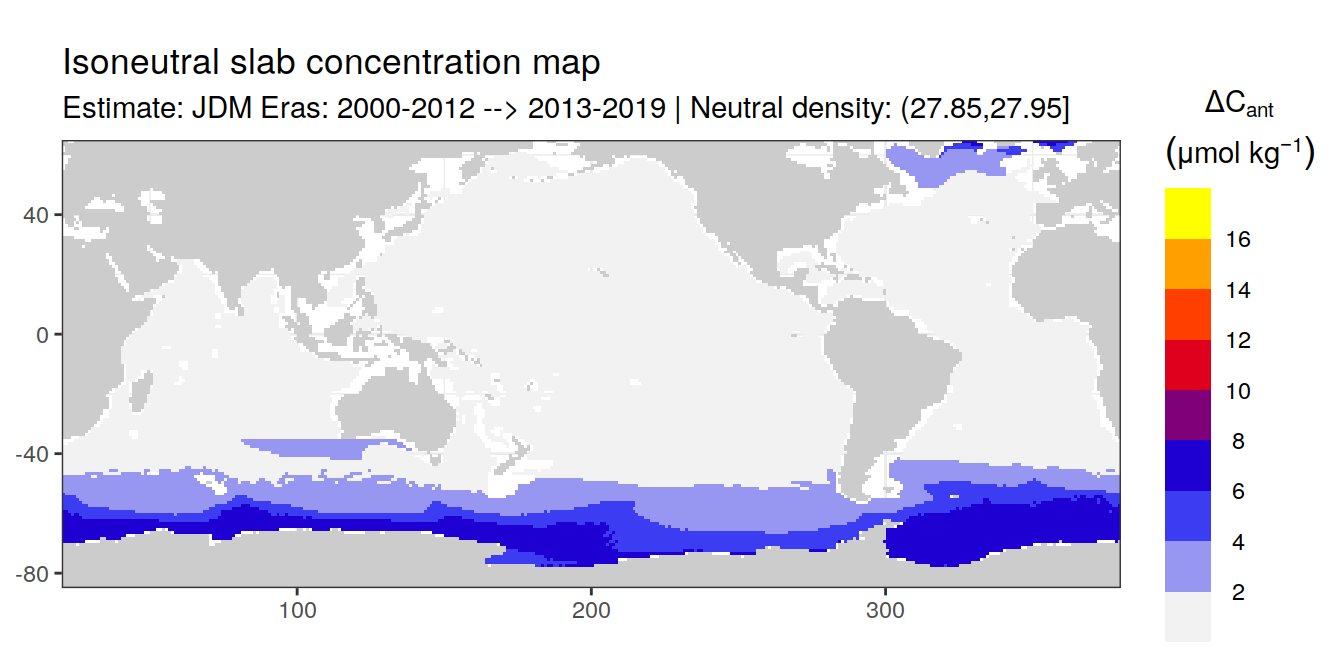 Isoneutral slab concentration map
Estimate: JDM Eras: 2000-2012 --> 2013-2019 | Neutral density: (27.85,27.95]
ΔCant
(μmol kg⁻¹)
16
14
12
10
8
6
4
2
40
0
-40
-80
100 200 300